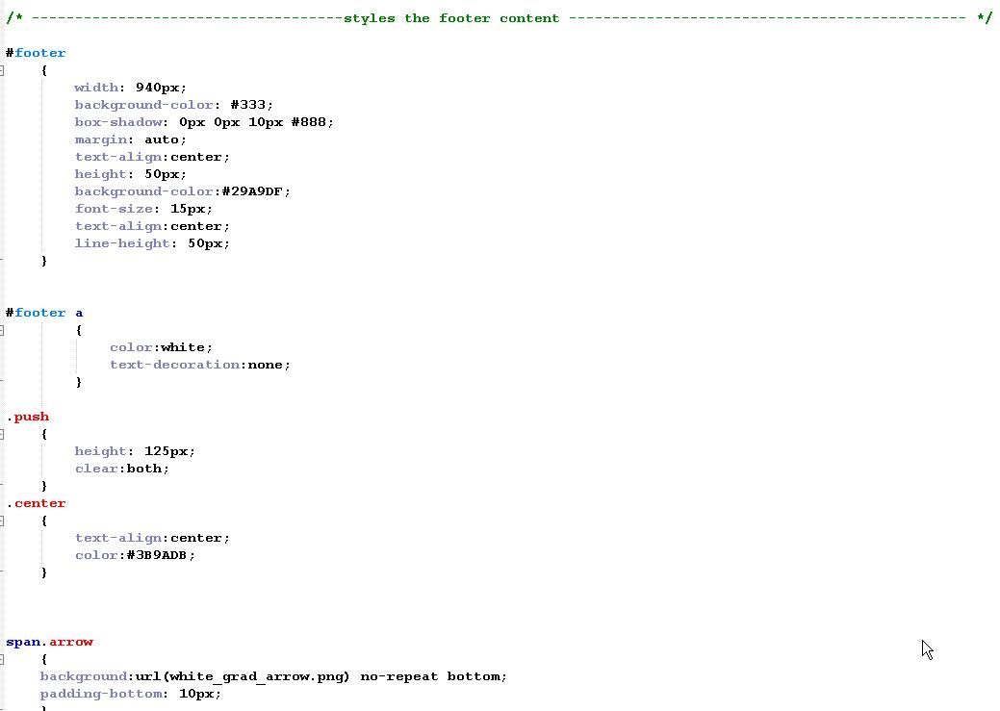 /* ------------------------------------styles the footer content ---------------------------------------------- */
#footer
{
width: 940px;
background-color: #333;
box-shadow: 0px 0px 10px #888;
margin: auto;
text-align:center;
height: 50px;
background-color:#29A9DF;
font-size: 15px;
text-align:center;
line-height: 50px;
}
#footer a
{
color:white;
text-decoration:none;
}
.push
{
height: 125px;
clear:both;
}
.center
{
text-align:center;
color:#3B9ADB;
}
span.arrow
{
background:url(white_grad_arrow.png) no-repeat bottom;
padding-bottom: 10px;
}